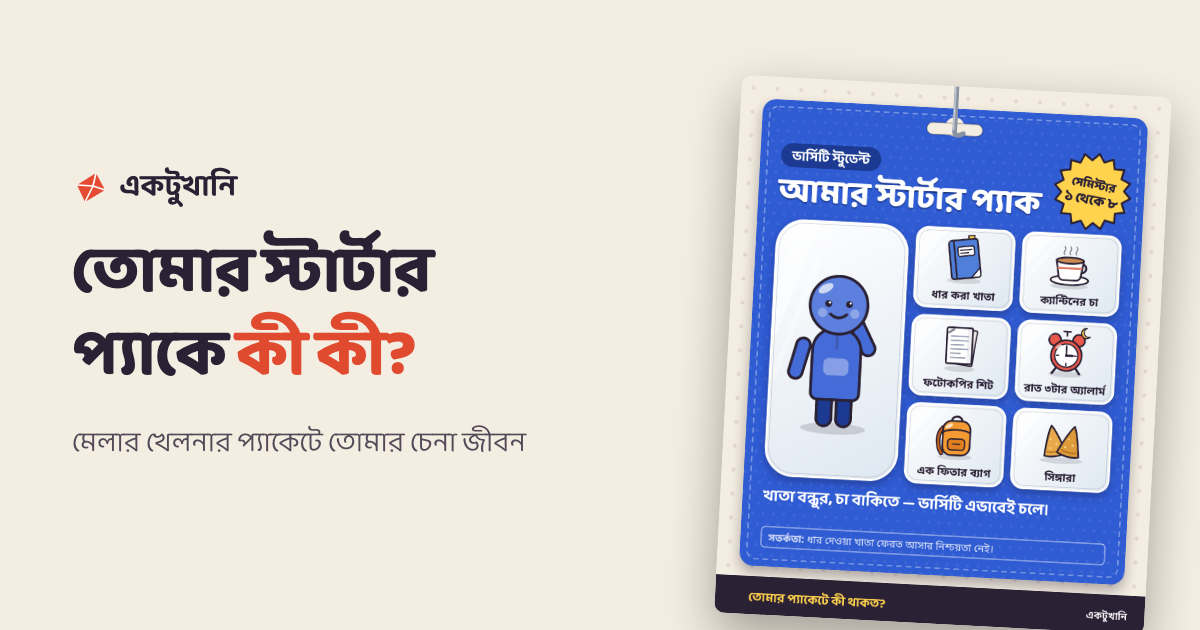 একটুখানি
তোমার স্টার্টার
প্যাকে কী কী?
মেলার খেলনার প্যাকেটে তোমার চেনা জীবন
ভার্সিটি স্টুডেন্ট
আমার স্টার্টার প্যাক
সেমিস্টার
১ থেকে ৮
ধার করা খাতা
ক্যান্টিনের চা
ফটোকপির শিট
রাত ৩টার অ্যালার্ম
এক ফিতার ব্যাগ
সিঙ্গারা
খাতা বন্ধুর, চা বাকিতে — ভার্সিটি এভাবেই চলে।
সতর্কতা: ধার দেওয়া খাতা ফেরত আসার নিশ্চয়তা নেই।
তোমার প্যাকেটে কী থাকত?
একটুখানি